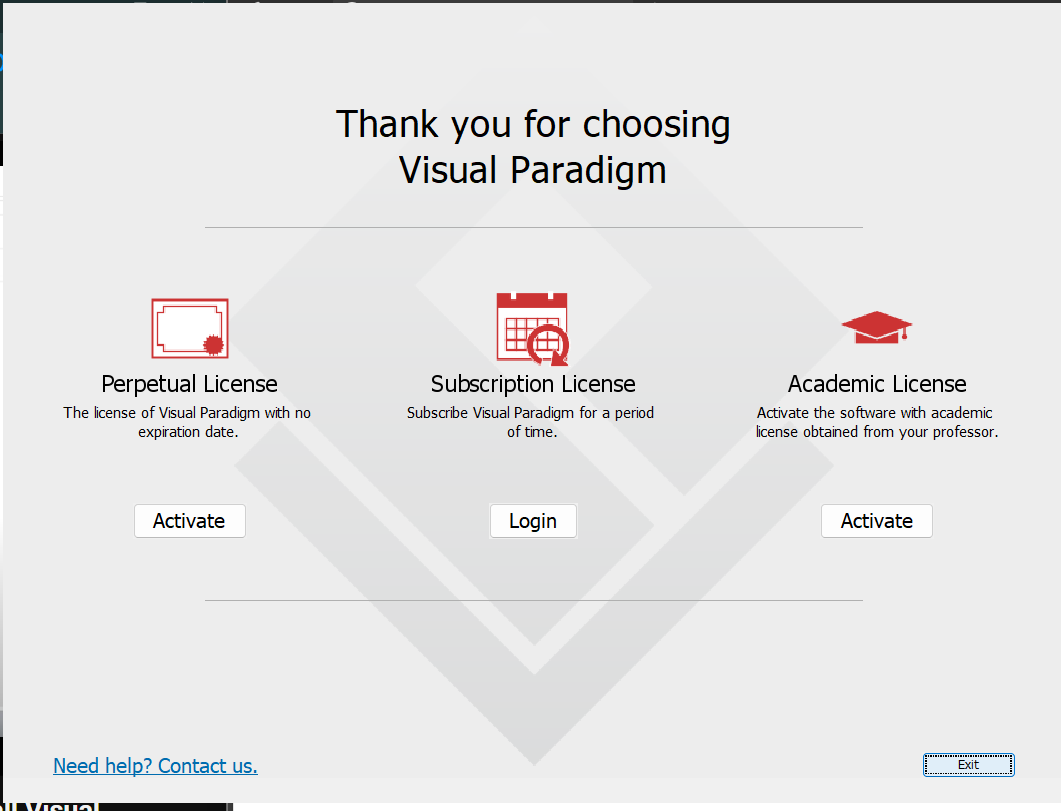 Thank you for choosing
Visual Paradigm
Perpetual License
The license of Visual Paradigm with no
expiration date.
Activate
Subscription License
Subscribe Visual Paradigm for a period
of time.
Login
Academic License
Activate the software with academic
license obtained from your professor.
Activate
Need help? Contact us.
Exit
Visual